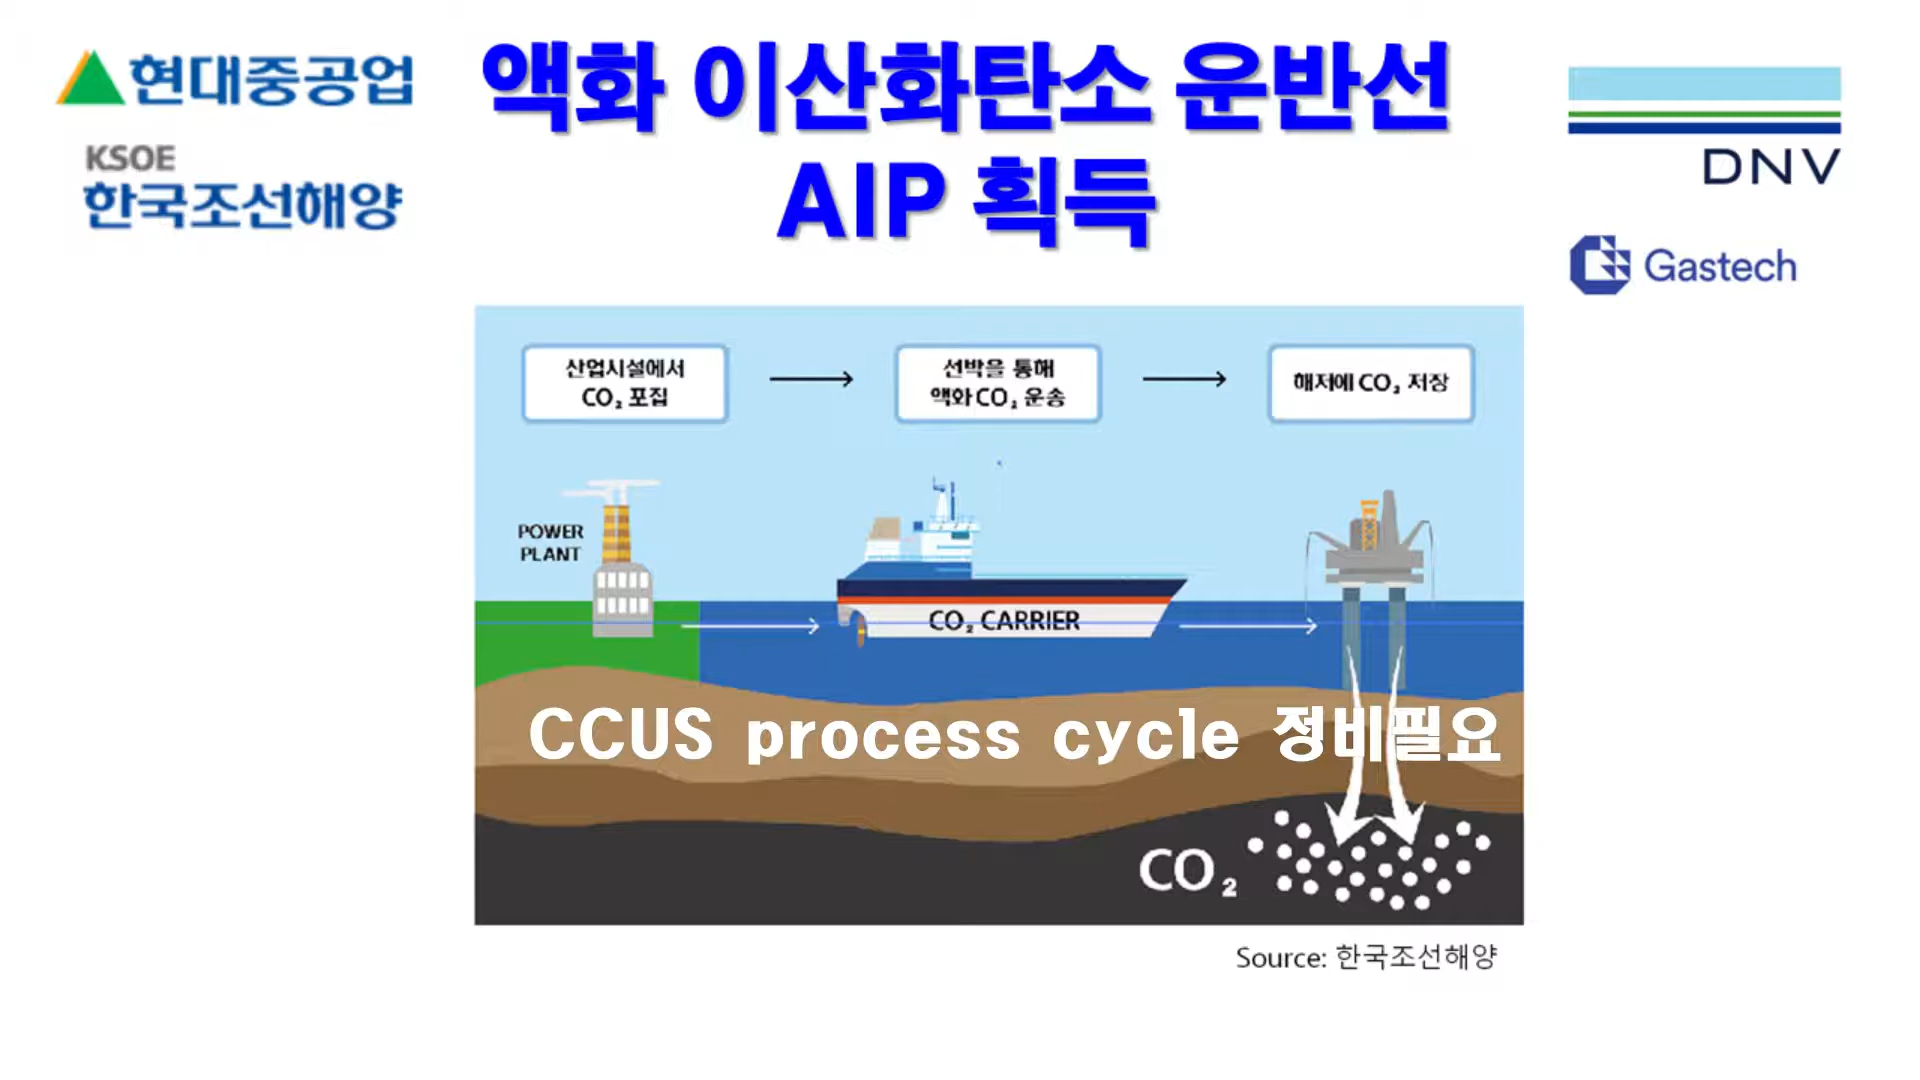 현대중공업
KSOE
한국조선해양
액화 이산화탄소 운반선
AIP 획득
DNV
Gastech
산업시설에서
CO₂ 포집
선박을 통해
액화 CO₂ 운송
해저에 CO₂ 저장
POWER
PLANT
CO₂ CARRIER
CCUS process cycle 정비필요
CO₂
Source: 한국조선해양